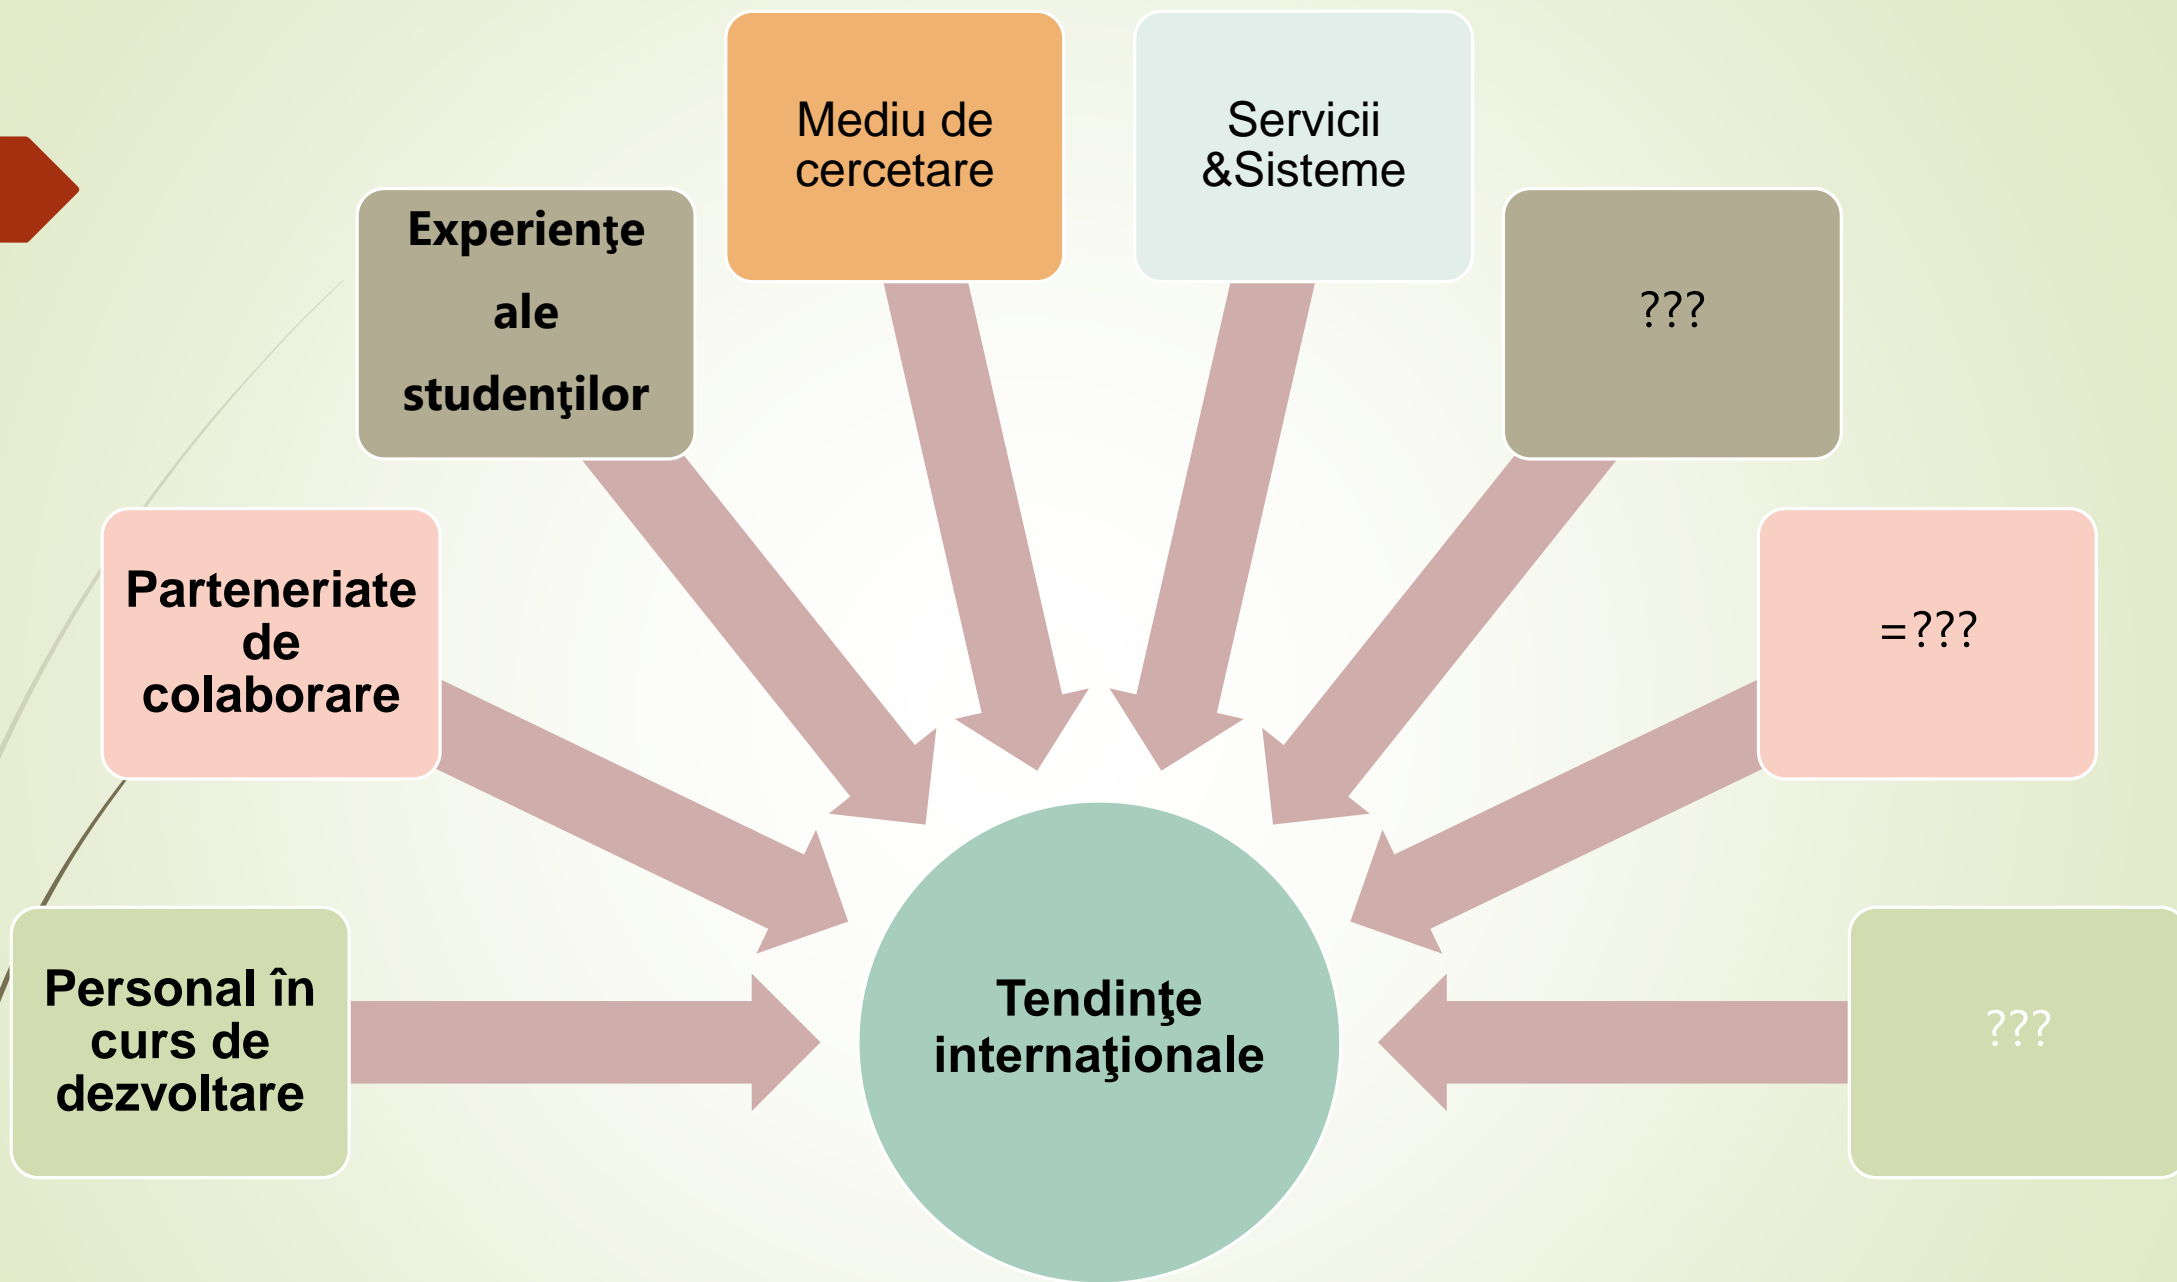 Mediu de
cercetare
Servicii
&Sisteme
Experienţe
ale
studenţilor
???
Parteneriate
de
colaborare
=???
Personal în
curs de
dezvoltare
Tendinţe
internaţionale
???